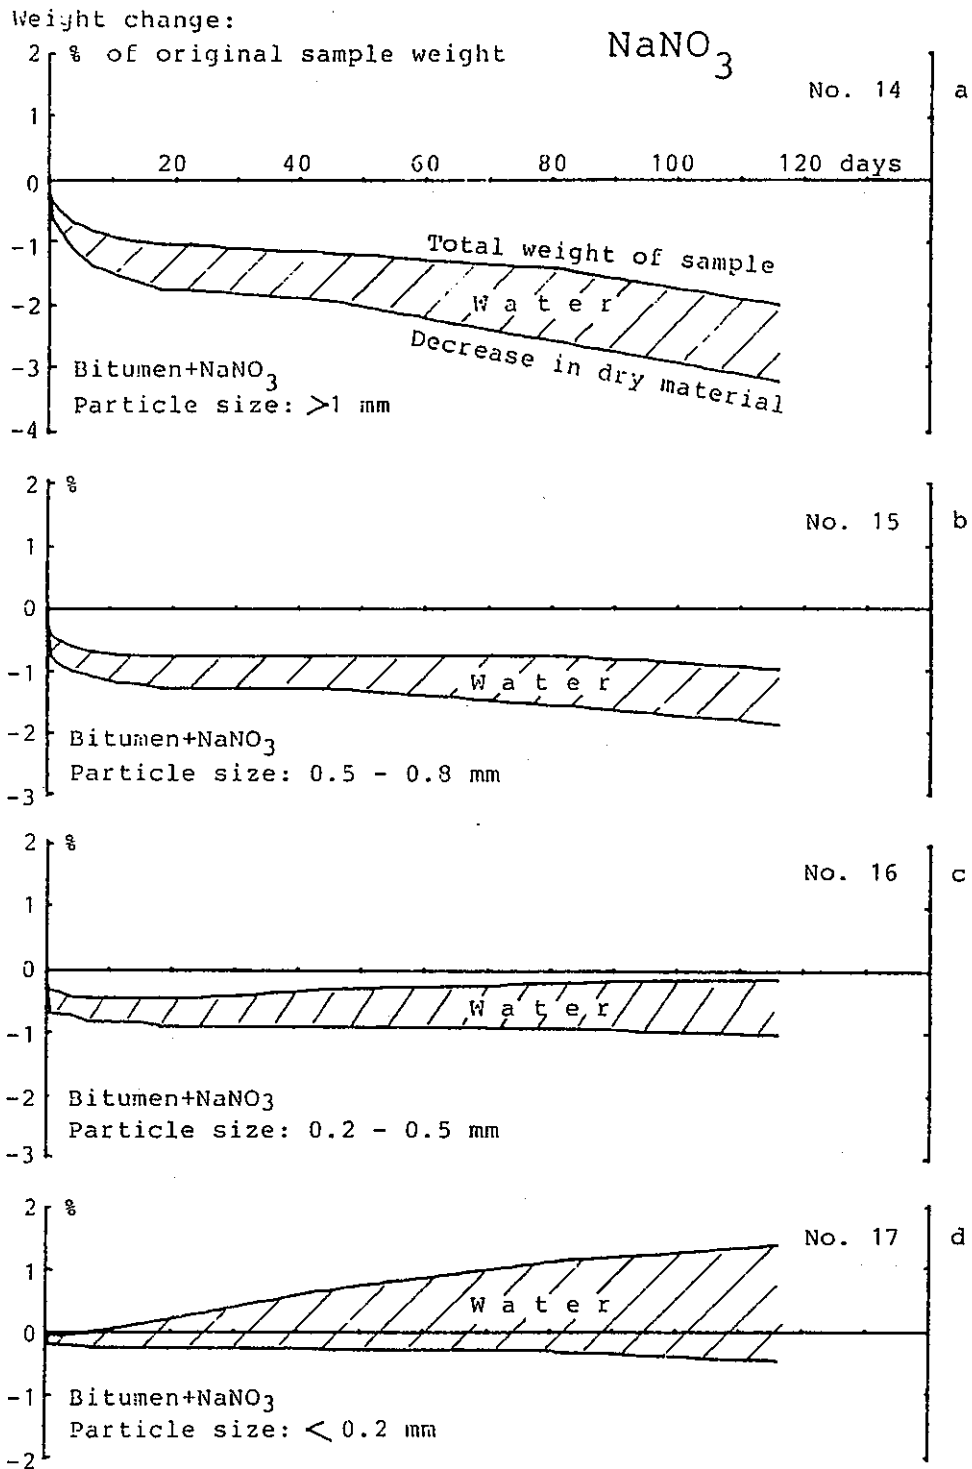 Weight change:
% of original sample weight
NaNO3
No. 14 a
2
1
20 40 60 80 100 120 days
0
-1
Total weight of sample
Water
-2
Decrease in dry material
-3
Bitumen+NaNO3
Particle size: >1 mm
-4
2 %
No. 15 b
1
0
-1
Water
-2
Bitumen+NaNO3
Particle size: 0.5 - 0.8 mm
-3
2 %
No. 16 c
1
0
Water
-1
-2
Bitumen+NaNO3
Particle size: 0.2 - 0.5 mm
-3
2 %
No. 17 d
1
Water
0
-1
Bitumen+NaNO3
Particle size: < 0.2 mm
-2